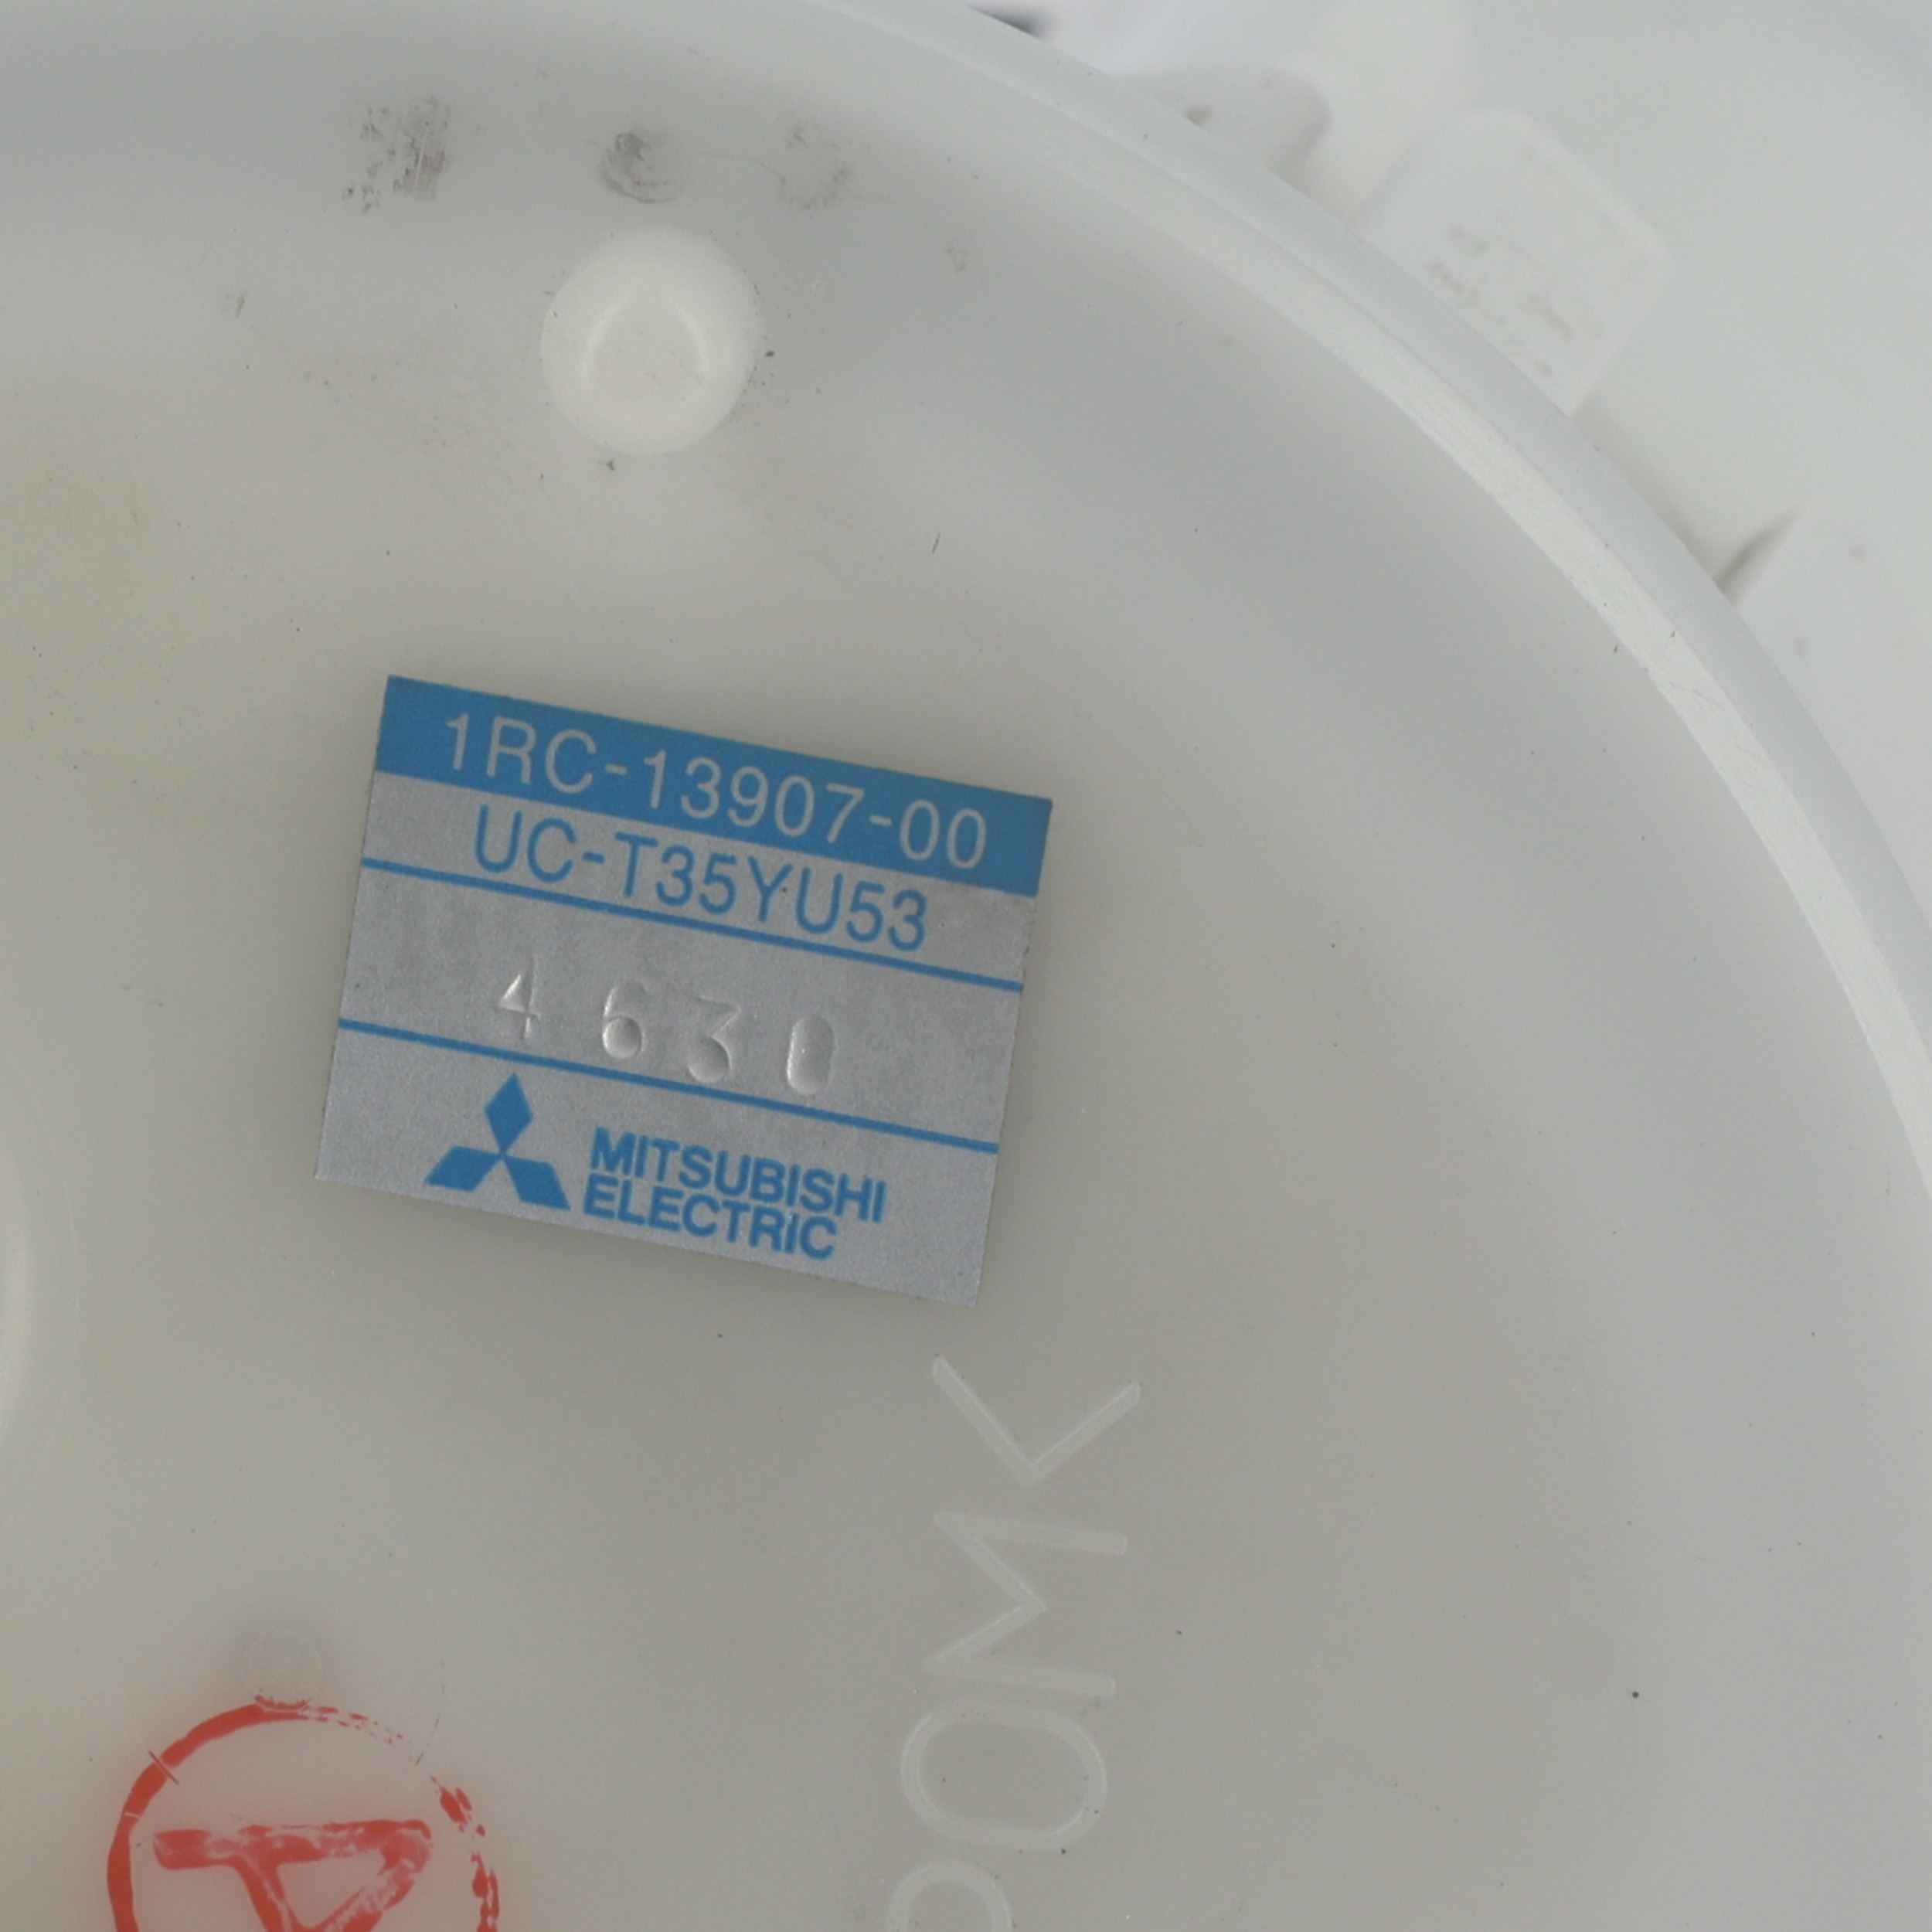 1RC-13907-00
UC-T35YU53
4630
MITSUBISHI
ELECTRIC